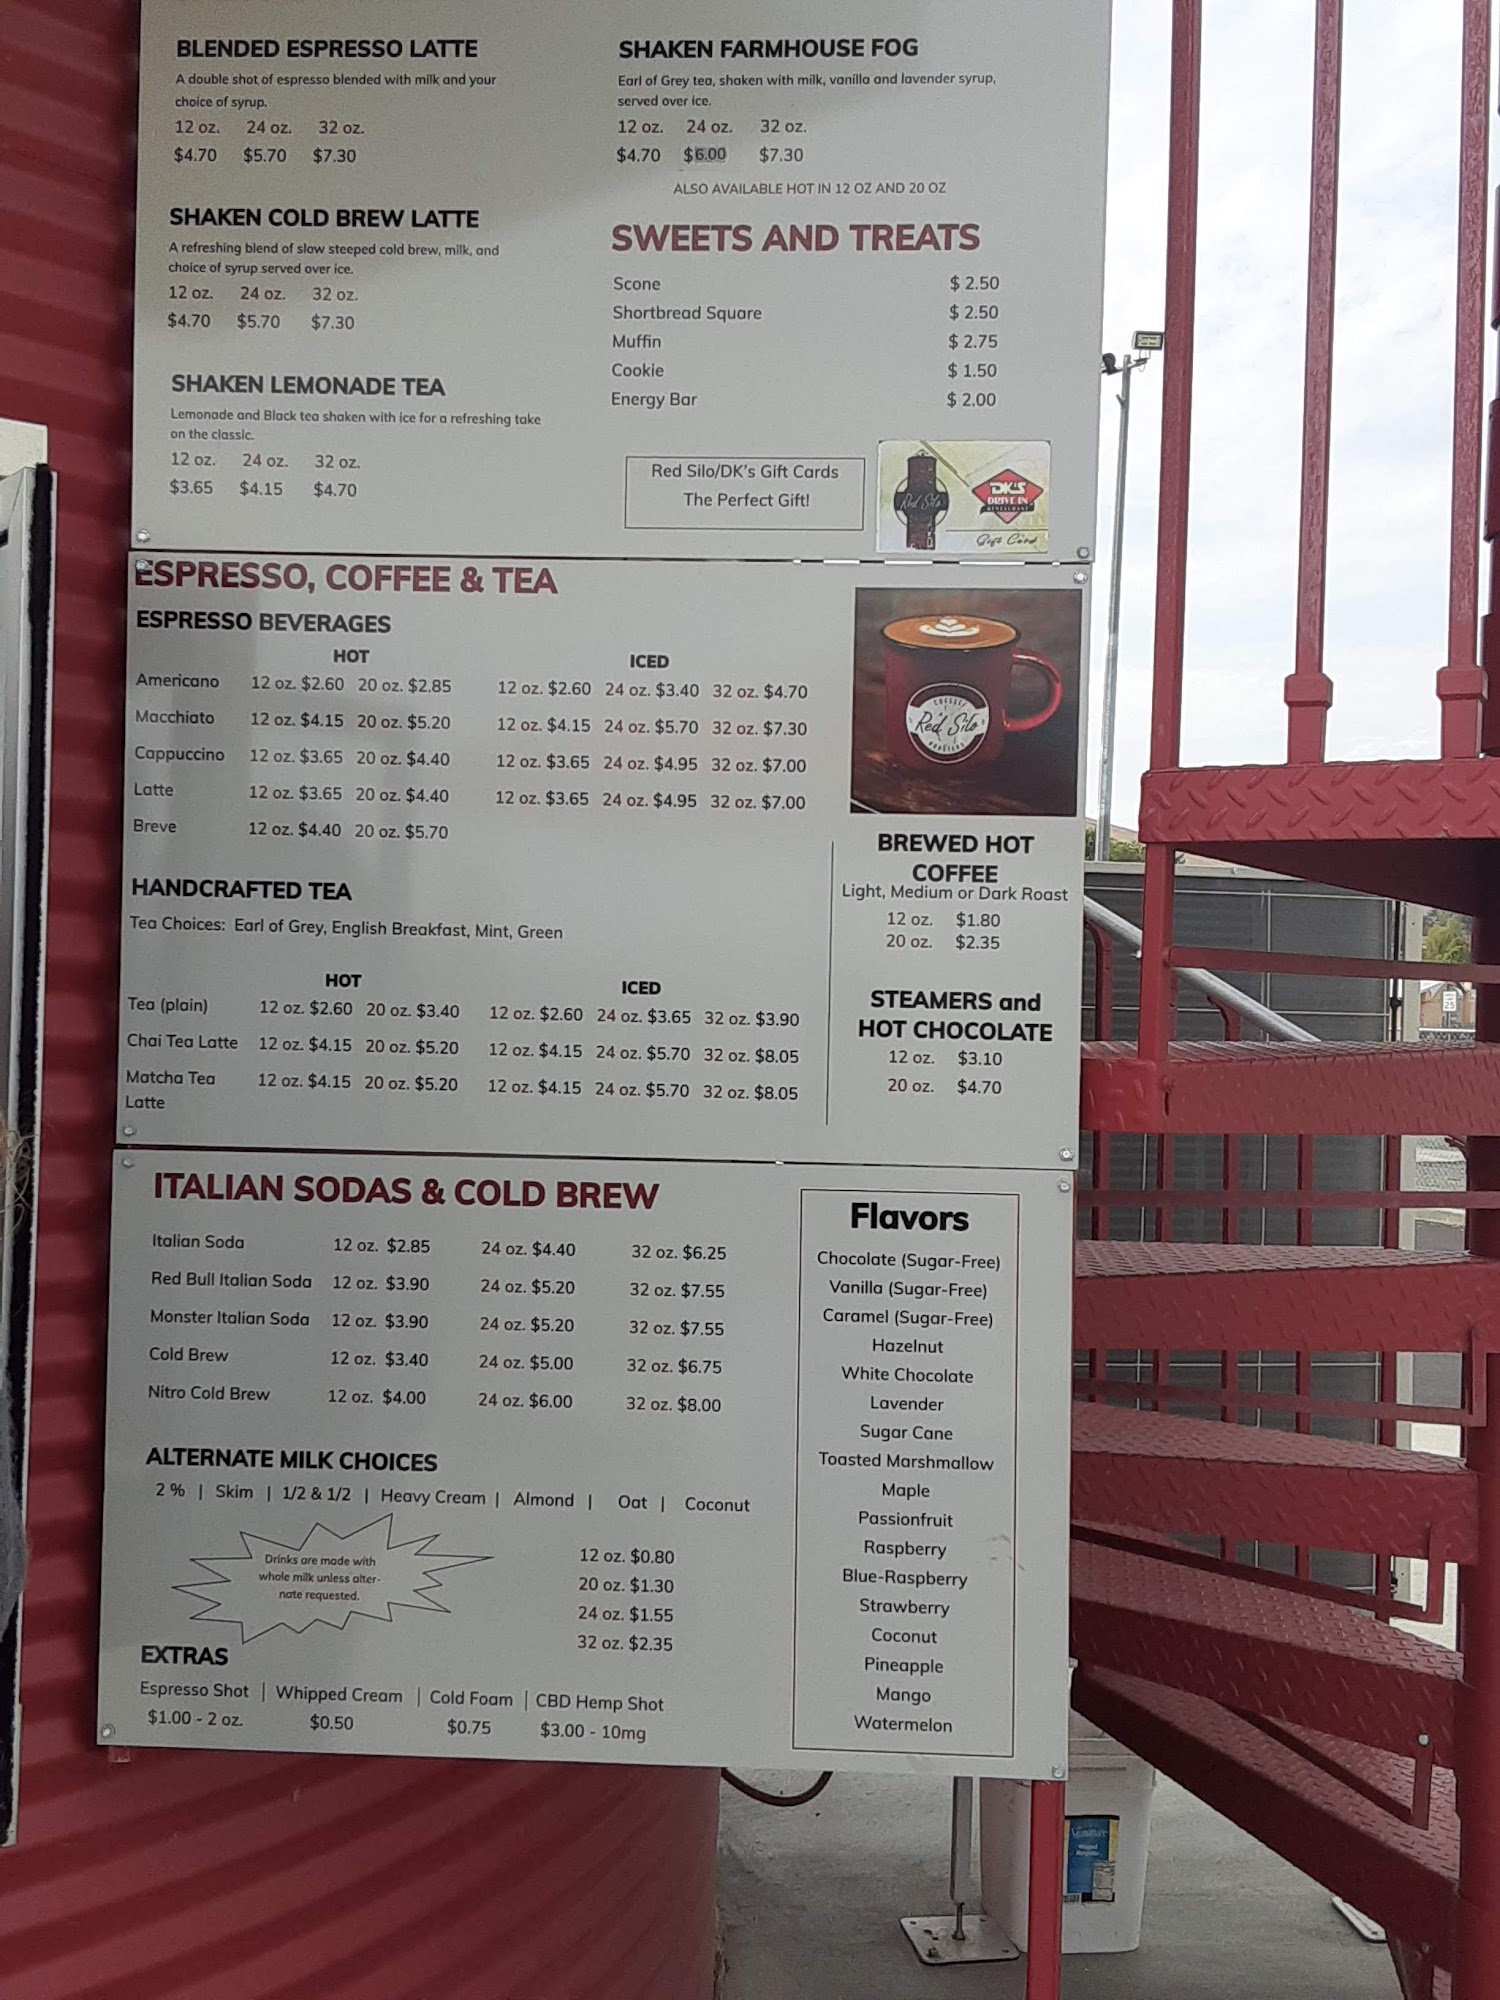 BLENDED ESPRESSO LATTE
A double shot of espresso blended with milk and your
choice of syrup.
12 oz. 24 oz. 32 oz.
$4.70 $5.70 $7.30
SHAKEN COLD BREW LATTE
A refreshing blend of slow steeped cold brew, milk, and
choice of syrup served over ice.
12 oz. 24 oz. 32 oz.
$4.70 $5.70 $7.30
SHAKEN LEMONADE TEA
Lemonade and Black tea shaken with ice for a refreshing take
on the classic.
12 oz. 24 oz. 32 oz.
$3.65 $4.15 $4.70
SHAKEN FARMHOUSE FOG
Earl of Grey tea, shaken with milk, vanilla and lavender syrup,
served over ice.
12 oz. 24 oz. 32 oz.
$4.70 $6.00 $7.30
ALSO AVAILABLE HOT IN 12 OZ AND 20 OZ
SWEETS AND TREATS
Scone $ 2.50
Shortbread Square $ 2.50
Muffin $ 2.75
Cookie $ 1.50
Energy Bar $ 2.00
Red Silo/DK's Gift Cards
The Perfect Gift!
Red Silo
DK'S
DRIVE IN
RESTAURANT
Gift Card
ESPRESSO, COFFEE & TEA
ESPRESSO BEVERAGES
HOT ICED
Americano 12 oz. $2.60 20 oz. $2.85 12 oz. $2.60 24 oz. $3.40 32 oz. $4.70
Macchiato 12 oz. $4.15 20 oz. $5.20 12 oz. $4.15 24 oz. $5.70 32 oz. $7.30
Cappuccino 12 oz. $3.65 20 oz. $4.40 12 oz. $3.65 24 oz. $4.95 32 oz. $7.00
Latte 12 oz. $3.65 20 oz. $4.40 12 oz. $3.65 24 oz. $4.95 32 oz. $7.00
Breve 12 oz. $4.40 20 oz. $5.70
HANDCRAFTED TEA
Tea Choices: Earl of Grey, English Breakfast, Mint, Green
HOT ICED
Tea (plain) 12 oz. $2.60 20 oz. $3.40 12 oz. $2.60 24 oz. $3.65 32 oz. $3.90
Chai Tea Latte 12 oz. $4.15 20 oz. $5.20 12 oz. $4.15 24 oz. $5.70 32 oz. $8.05
Matcha Tea 12 oz. $4.15 20 oz. $5.20 12 oz. $4.15 24 oz. $5.70 32 oz. $8.05
Latte
COFFEE
Red Silo
ROASTERS
BREWED HOT
COFFEE
Light, Medium or Dark Roast
12 oz. $1.80
20 oz. $2.35
STEAMERS and
HOT CHOCOLATE
12 oz. $3.10
20 oz. $4.70
ITALIAN SODAS & COLD BREW
Italian Soda 12 oz. $2.85 24 oz. $4.40 32 oz. $6.25
Red Bull Italian Soda 12 oz. $3.90 24 oz. $5.20 32 oz. $7.55
Monster Italian Soda 12 oz. $3.90 24 oz. $5.20 32 oz. $7.55
Cold Brew 12 oz. $3.40 24 oz. $5.00 32 oz. $6.75
Nitro Cold Brew 12 oz. $4.00 24 oz. $6.00 32 oz. $8.00
ALTERNATE MILK CHOICES
2 % | Skim | 1/2 & 1/2 | Heavy Cream | Almond | Oat | Coconut
Drinks are made with
whole milk unless alter-
nate requested.
12 oz. $0.80
20 oz. $1.30
24 oz. $1.55
32 oz. $2.35
EXTRAS
Espresso Shot | Whipped Cream | Cold Foam | CBD Hemp Shot
$1.00 - 2 oz. $0.50 $0.75 $3.00 - 10mg
Flavors
Chocolate (Sugar-Free)
Vanilla (Sugar-Free)
Caramel (Sugar-Free)
Hazelnut
White Chocolate
Lavender
Sugar Cane
Toasted Marshmallow
Maple
Passionfruit
Raspberry
Blue-Raspberry
Strawberry
Coconut
Pineapple
Mango
Watermelon
25